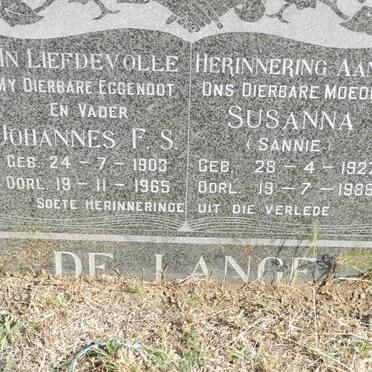 IN LIEFDEVOLLE HERINNERING AAN
MY DIERBARE EGGENOOT
EN VADER
JOHANNES F. S.
GEB. 24-7-1903
OORL. 19-11-1965
ONS DIERBARE MOEDE
SUSANNA
(SANNIE)
GEB. 28-4-1927
OORL. 19-7-1989
SOETE HERINNERINGE UIT DIE VERLEDE
DE LANGE